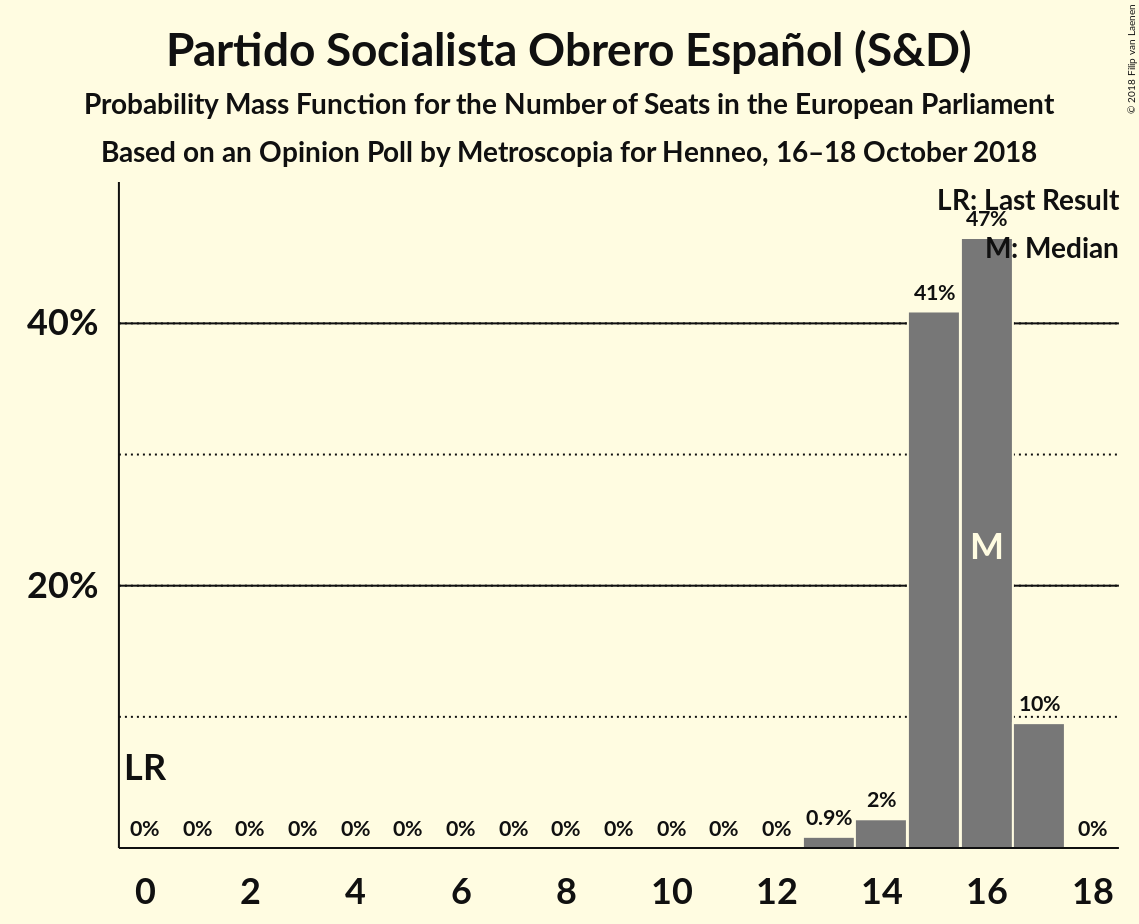 Partido Socialista Obrero Español (S&D)
Probability Mass Function for the Number of Seats in the European Parliament
Based on an Opinion Poll by Metroscopia for Henneo, 16–18 October 2018
© 2018 Filip van Laenen
LR: Last Result
M: Median
47%
41%
40%
M
20%
10%
LR
2%
0.9%
0% 0% 0% 0% 0% 0% 0% 0% 0% 0% 0% 0% 0% 0%
0 2 4 6 8 10 12 14 16 18